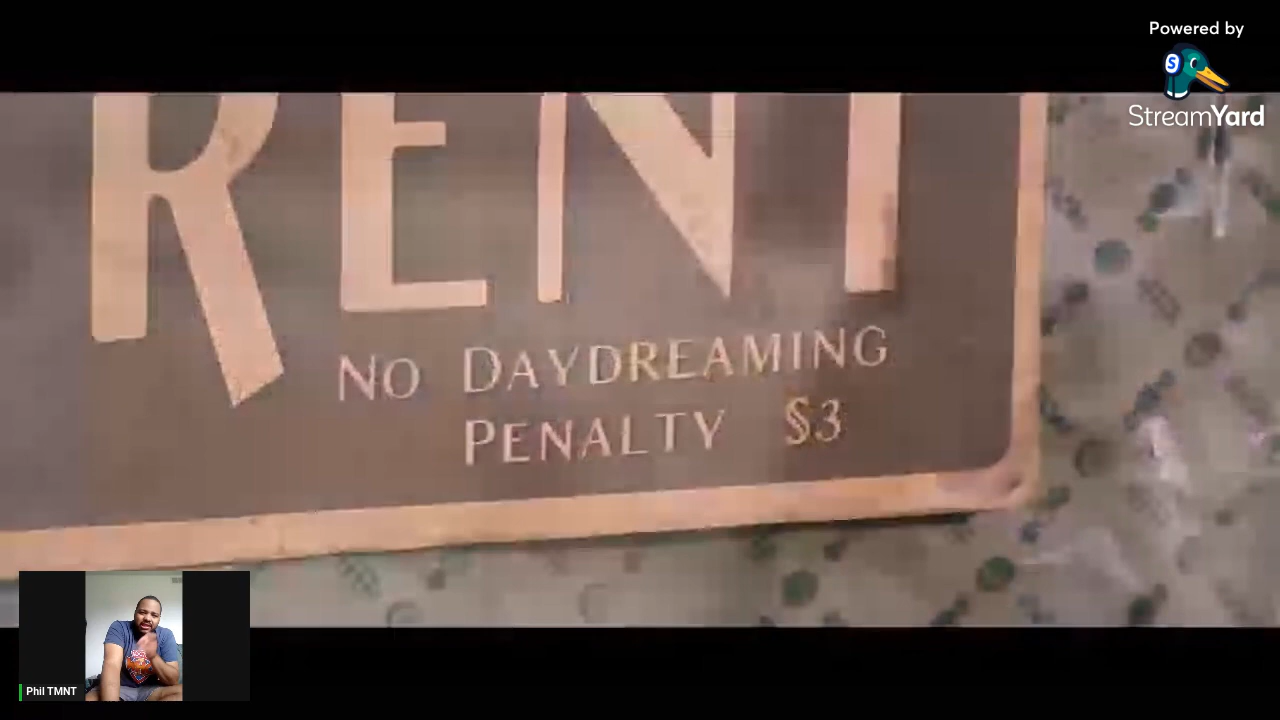 Powered by
StreamYard
RENT
No Daydreaming
Penalty $3
Phil TMNT